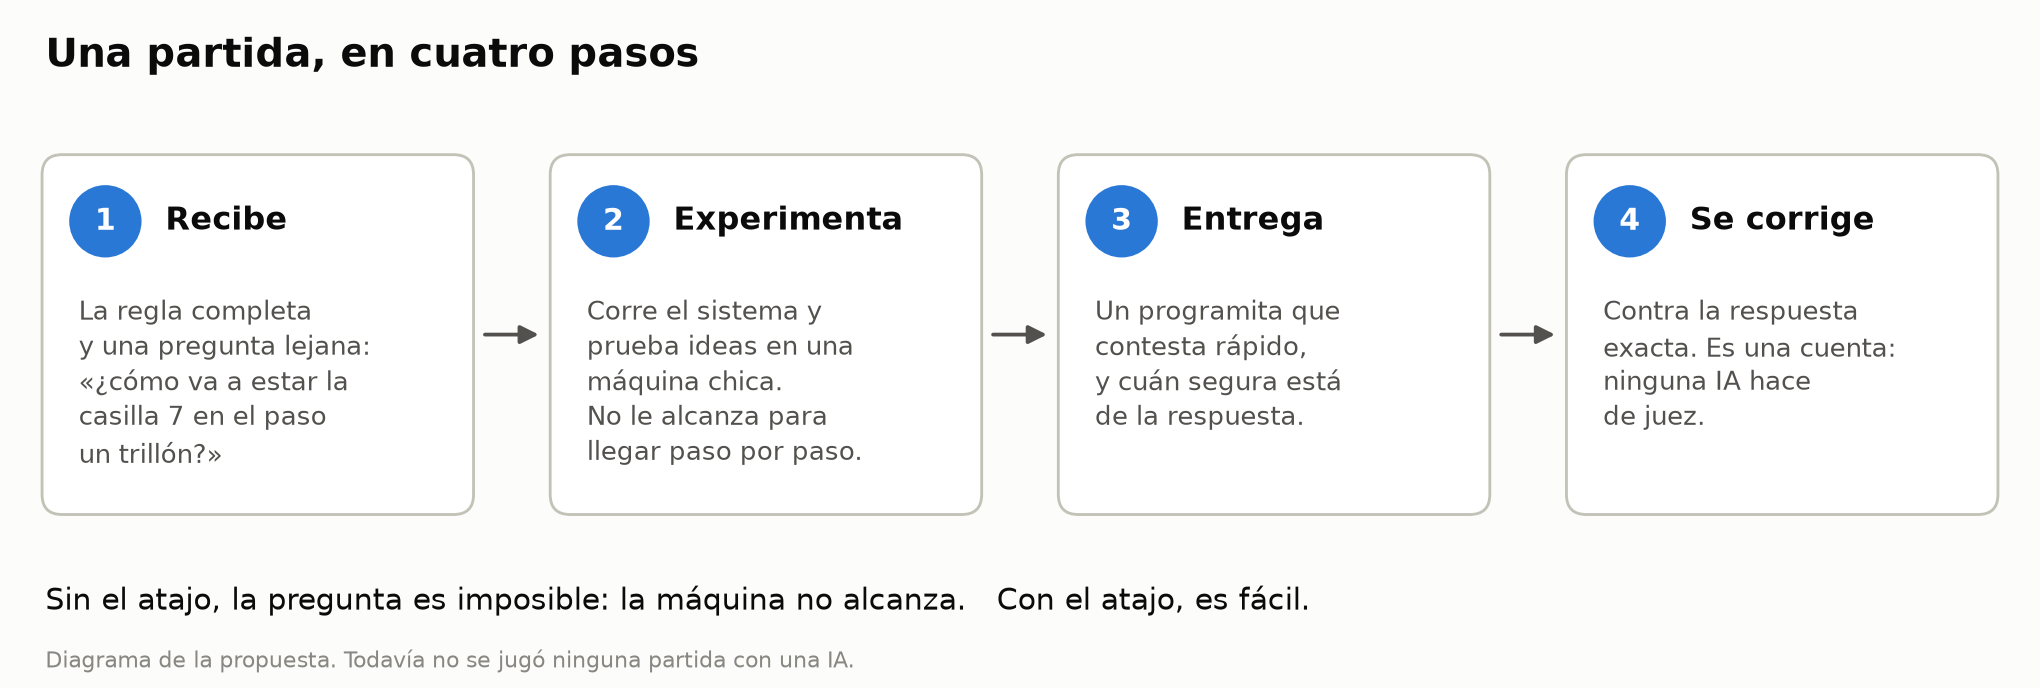 Una partida, en cuatro pasos
1 Recibe
La regla completa
y una pregunta lejana:
«¿cómo va a estar la
casilla 7 en el paso
un trillón?»
2 Experimenta
Corre el sistema y
prueba ideas en una
máquina chica.
No le alcanza para
llegar paso por paso.
3 Entrega
Un programita que
contesta rápido,
y cuán segura está
de la respuesta.
4 Se corrige
Contra la respuesta
exacta. Es una cuenta:
ninguna IA hace
de juez.
Sin el atajo, la pregunta es imposible: la máquina no alcanza. Con el atajo, es fácil.
Diagrama de la propuesta. Todavía no se jugó ninguna partida con una IA.